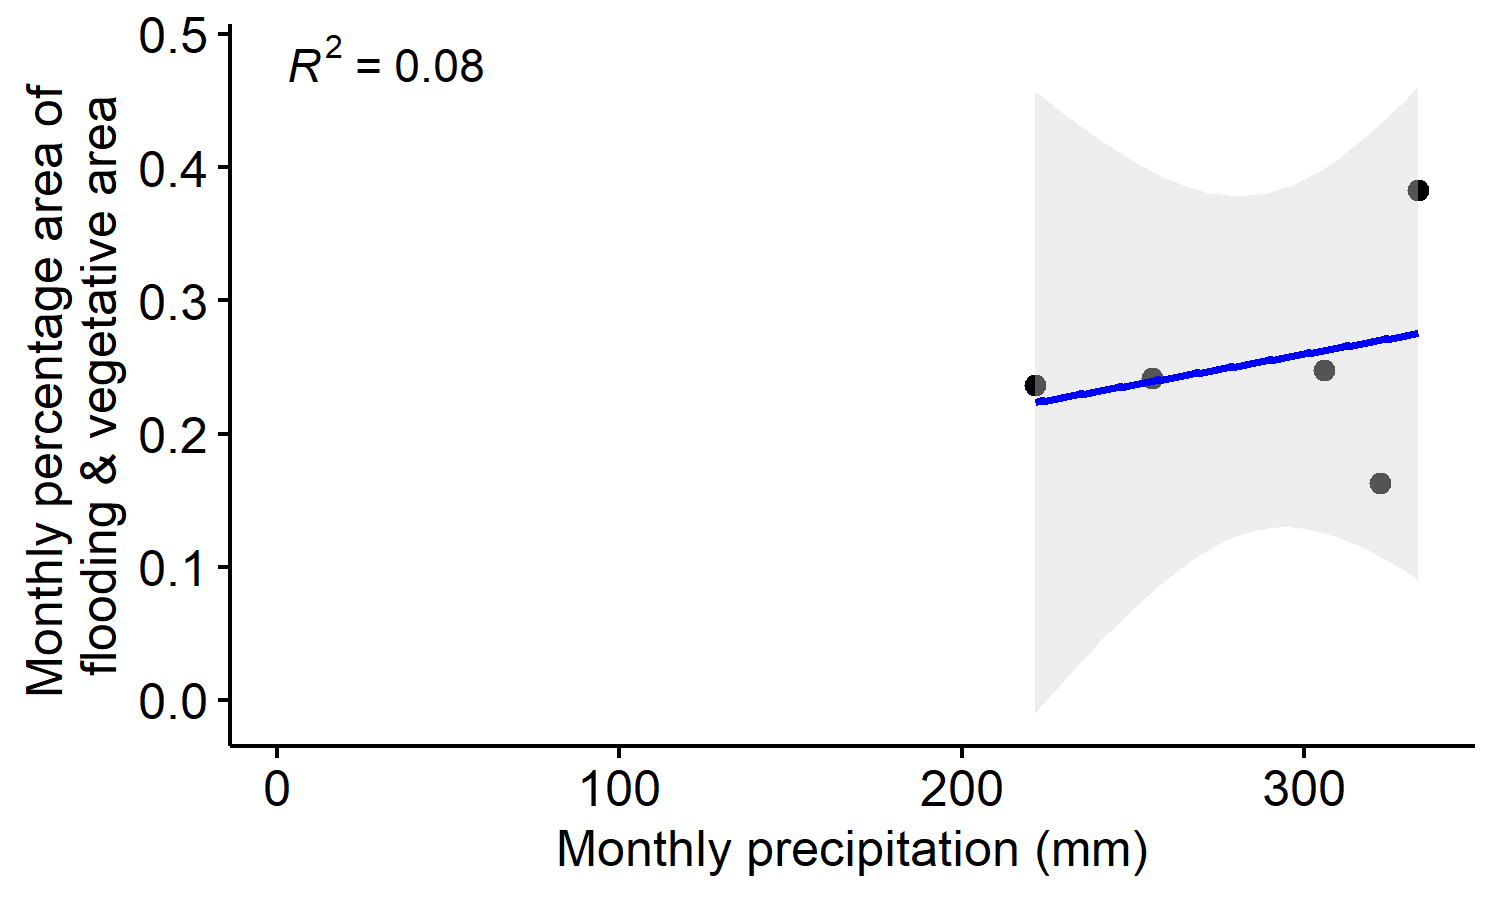 R² = 0.08
Monthly percentage area of
flooding & vegetative area
0.5
0.4
0.3
0.2
0.1
0.0
0 100 200 300
Monthly precipitation (mm)